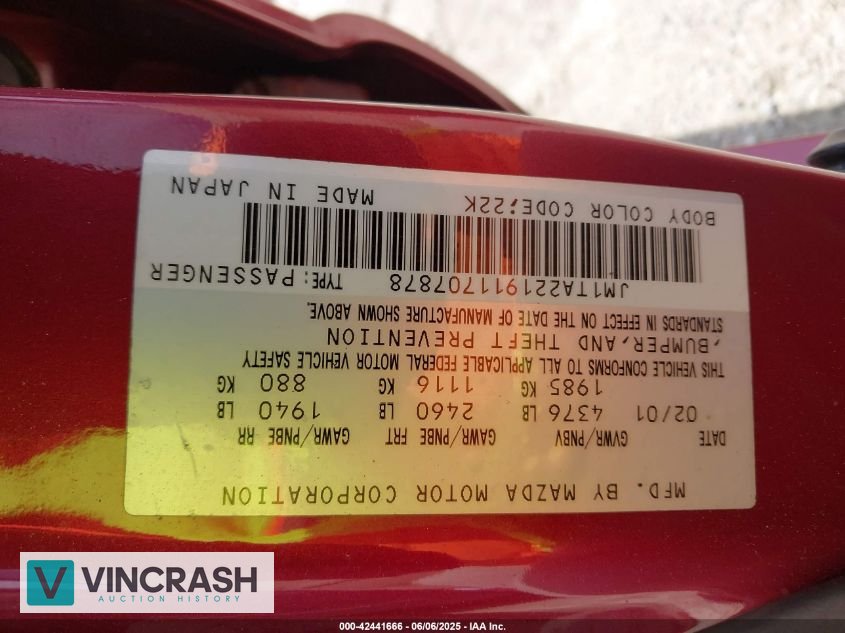 MFD. BY MAZDA MOTOR CORPORATION
DATE GVWR/PNBV GAWR/PNBE FRT GAWR/PNBE RR
02/01 4376 LB 2460 LB 1940 LB
1985 KG 1116 KG 880 KG
THIS VEHICLE CONFORMS TO ALL APPLICABLE FEDERAL MOTOR VEHICLE SAFETY
,BUMPER,AND THEFT PREVENTION
STANDARDS IN EFFECT ON THE DATE OF MANUFACTURE SHOWN ABOVE.
JM1TA221911707878 TYPE:PASSENGER
BODY COLOR CODE:22K MADE IN JAPAN
VINCRASH
AUCTION HISTORY
000-42441666 - 06/06/2025 - IAA Inc.